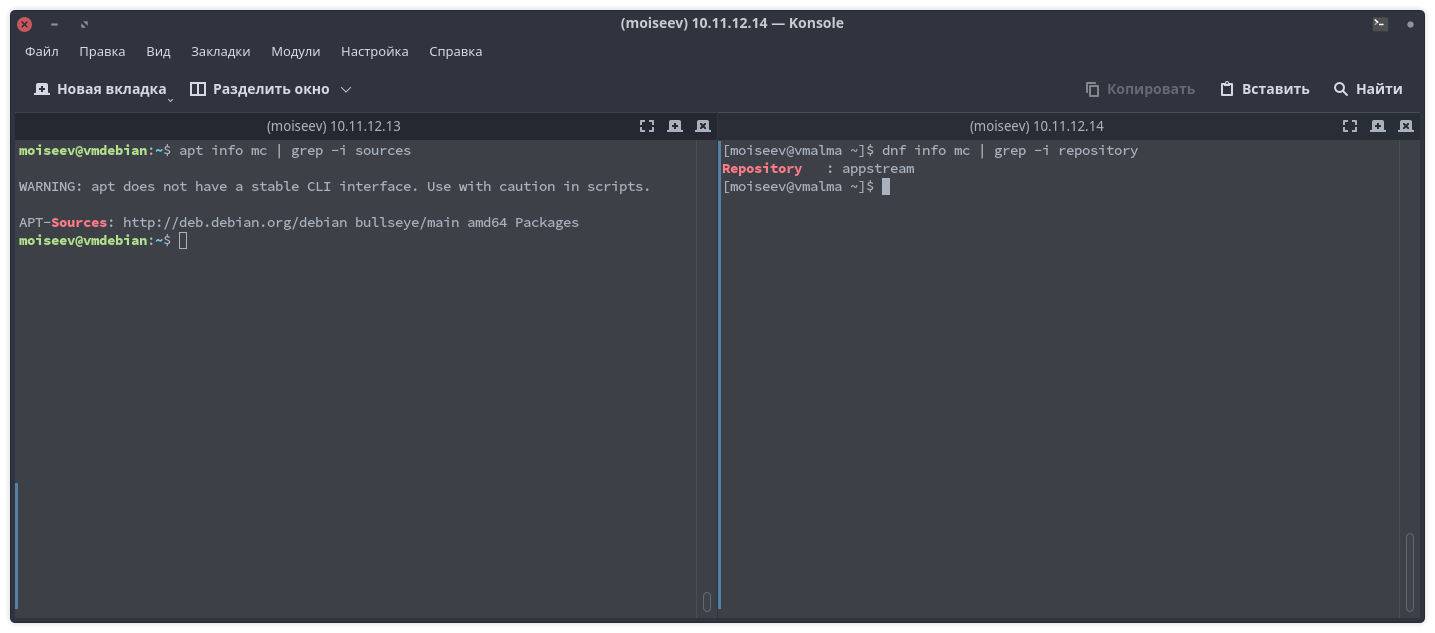 (moiseev) 10.11.12.14 — Konsole
Файл Правка Вид Закладки Модули Настройка Справка
Новая вкладка Разделить окно Копировать Вставить Найти
(moiseev) 10.11.12.13
moiseev@vmdebian:~$ apt info mc | grep -i sources
WARNING: apt does not have a stable CLI interface. Use with caution in scripts.
APT-Sources: http://deb.debian.org/debian bullseye/main amd64 Packages
moiseev@vmdebian:~$
(moiseev) 10.11.12.14
[moiseev@vmalma ~]$ dnf info mc | grep -i repository
Repository   : appstream
[moiseev@vmalma ~]$